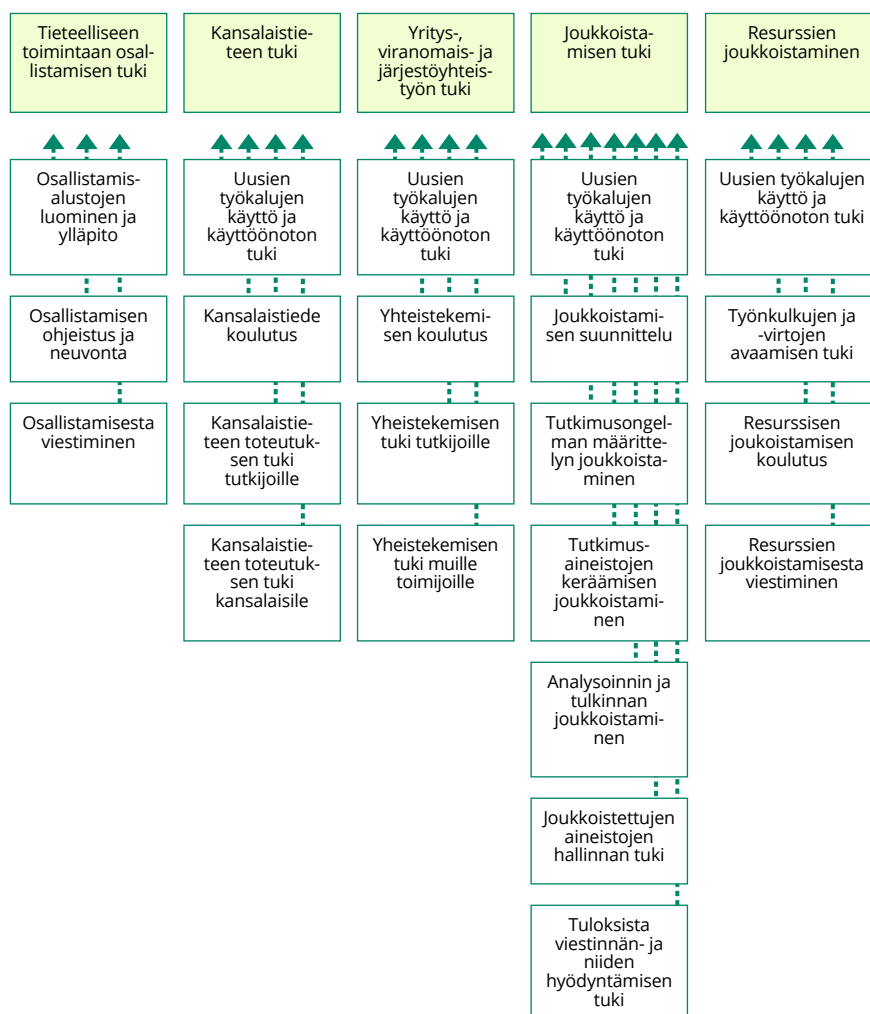 Tieteelliseen
toimintaan osal-
listamisen tuki
Kansalaistie-
teen tuki
Yritys-,
viranomais- ja
järjestöyhteis-
työn tuki
Joukkoista-
misen tuki
Resurssien
joukkoistaminen
Osallistamis-
alustojen
luominen ja
ylläpito
Uusien
työkalujen
käyttö ja
käyttöönoton
tuki
Uusien
työkalujen
käyttö ja
käyttöönoton
tuki
Uusien
työkalujen
käyttö ja
käyttöönoton
tuki
Uusien työkalujen
käyttö ja
käyttöönoton tuki
Osallistamisen
ohjeistus ja
neuvonta
Kansalaistiede
koulutus
Yhteistekemi-
sen koulutus
Joukkoistami-
sen suunnittelu
Työnkulkujen ja
-virtojen
avaamisen tuki
Osallistamisesta
viestiminen
Kansalaistie-
teen toteutuk-
sen tuki
tutkijoille
Yheistekemisen
tuki tutkijoille
Tutkimusongel-
man määritte-
lyn joukkoista-
minen
Resurssisen
joukoistamisen
koulutus
Kansalaistie-
teen toteutuk-
sen tuki
kansalaisile
Yheistekemisen
tuki muille
toimijoille
Tutkimus-
aineistojen
keräämisen
joukkoistami-
nen
Resurssien
joukkoistamisesta
viestiminen
Analysoinnin ja
tulkinnan
joukkoistami-
nen
Joukkoistettujen
aineistojen
hallinnan tuki
Tuloksista
viestinnän- ja
niiden
hyödyntämisen
tuki